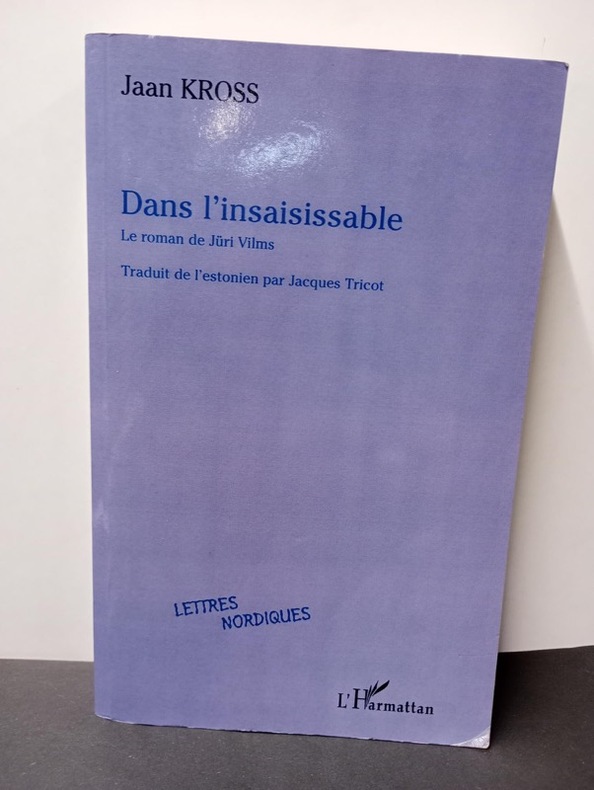 Jaan KROSS
Dans l'insaisissable
Le roman de Jüri Vilms
Traduit de l'estonien par Jacques Tricot
LETTRES
NORDIQUES
L'Harmattan